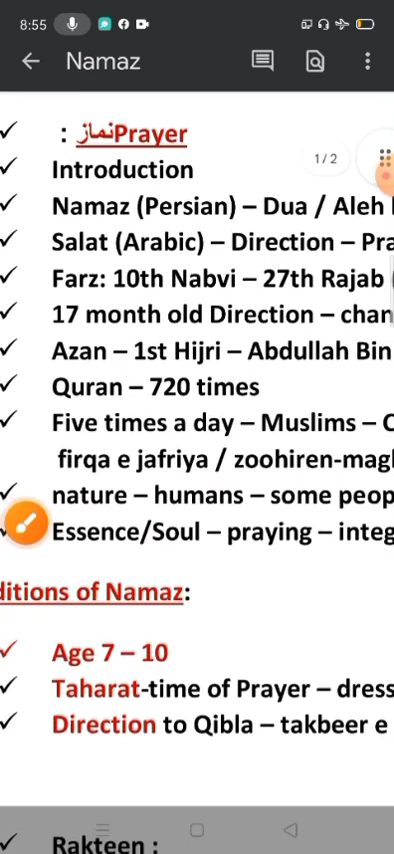 8:55
Namaz
: نمازPrayer
1 / 2
Introduction
Namaz (Persian) – Dua / Aleh
Salat (Arabic) – Direction – Pra
Farz: 10th Nabvi – 27th Rajab
17 month old Direction – chan
Azan – 1st Hijri – Abdullah Bin
Quran – 720 times
Five times a day – Muslims –
firqa e jafriya / zoohiren-mag
nature – humans – some peop
Essence/Soul – praying – integ
ditions of Namaz:
Age 7 – 10
Taharat-time of Prayer – dress
Direction to Qibla – takbeer e
Rakteen :